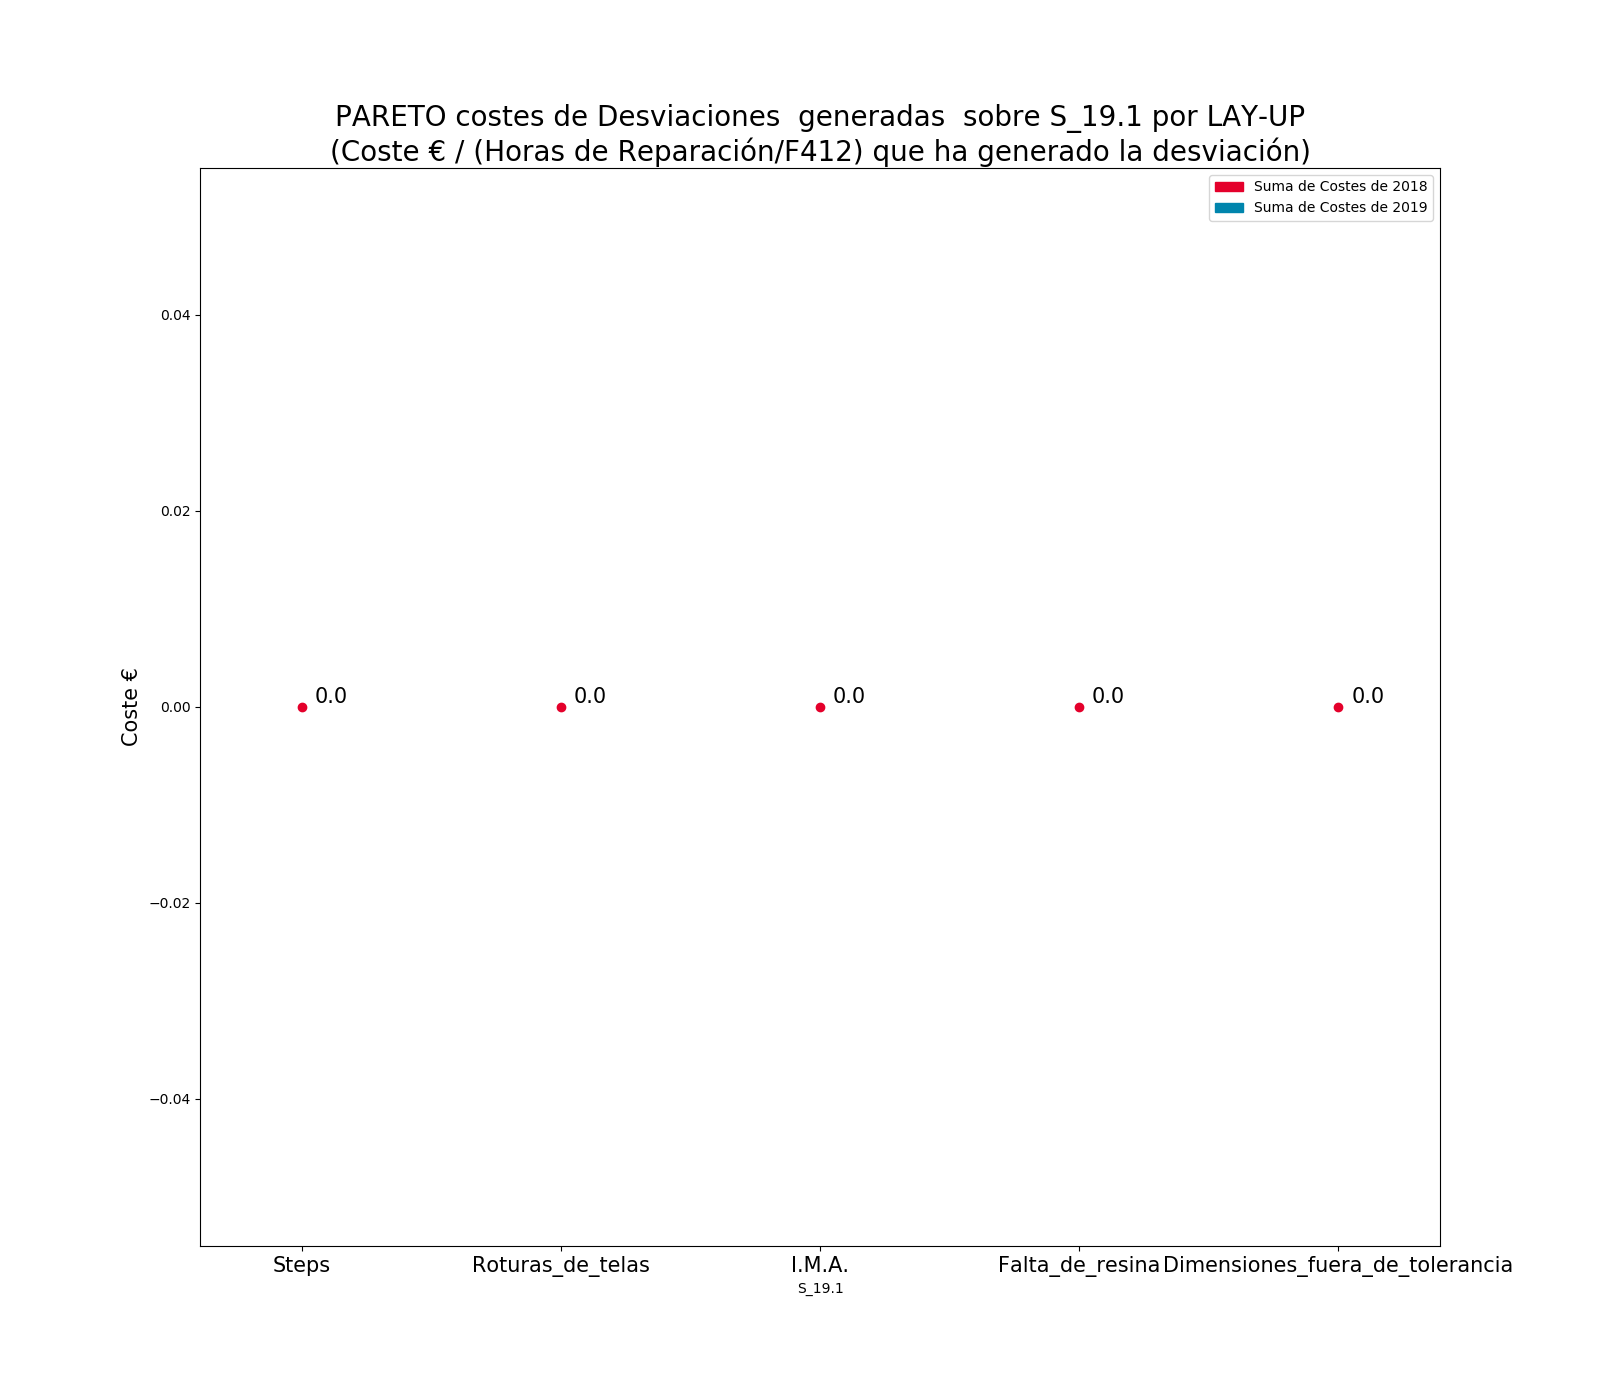 PARETO costes de Desviaciones  generadas  sobre S_19.1 por LAY-UP
(Coste € / (Horas de Reparación/F412) que ha generado la desviación)
Suma de Costes de 2018
Suma de Costes de 2019
0.04
0.02
0.00
−0.02
−0.04
Coste €
0.0
0.0
0.0
0.0
0.0
Steps
Roturas_de_telas
I.M.A.
Falta_de_resina
Dimensiones_fuera_de_tolerancia
S_19.1